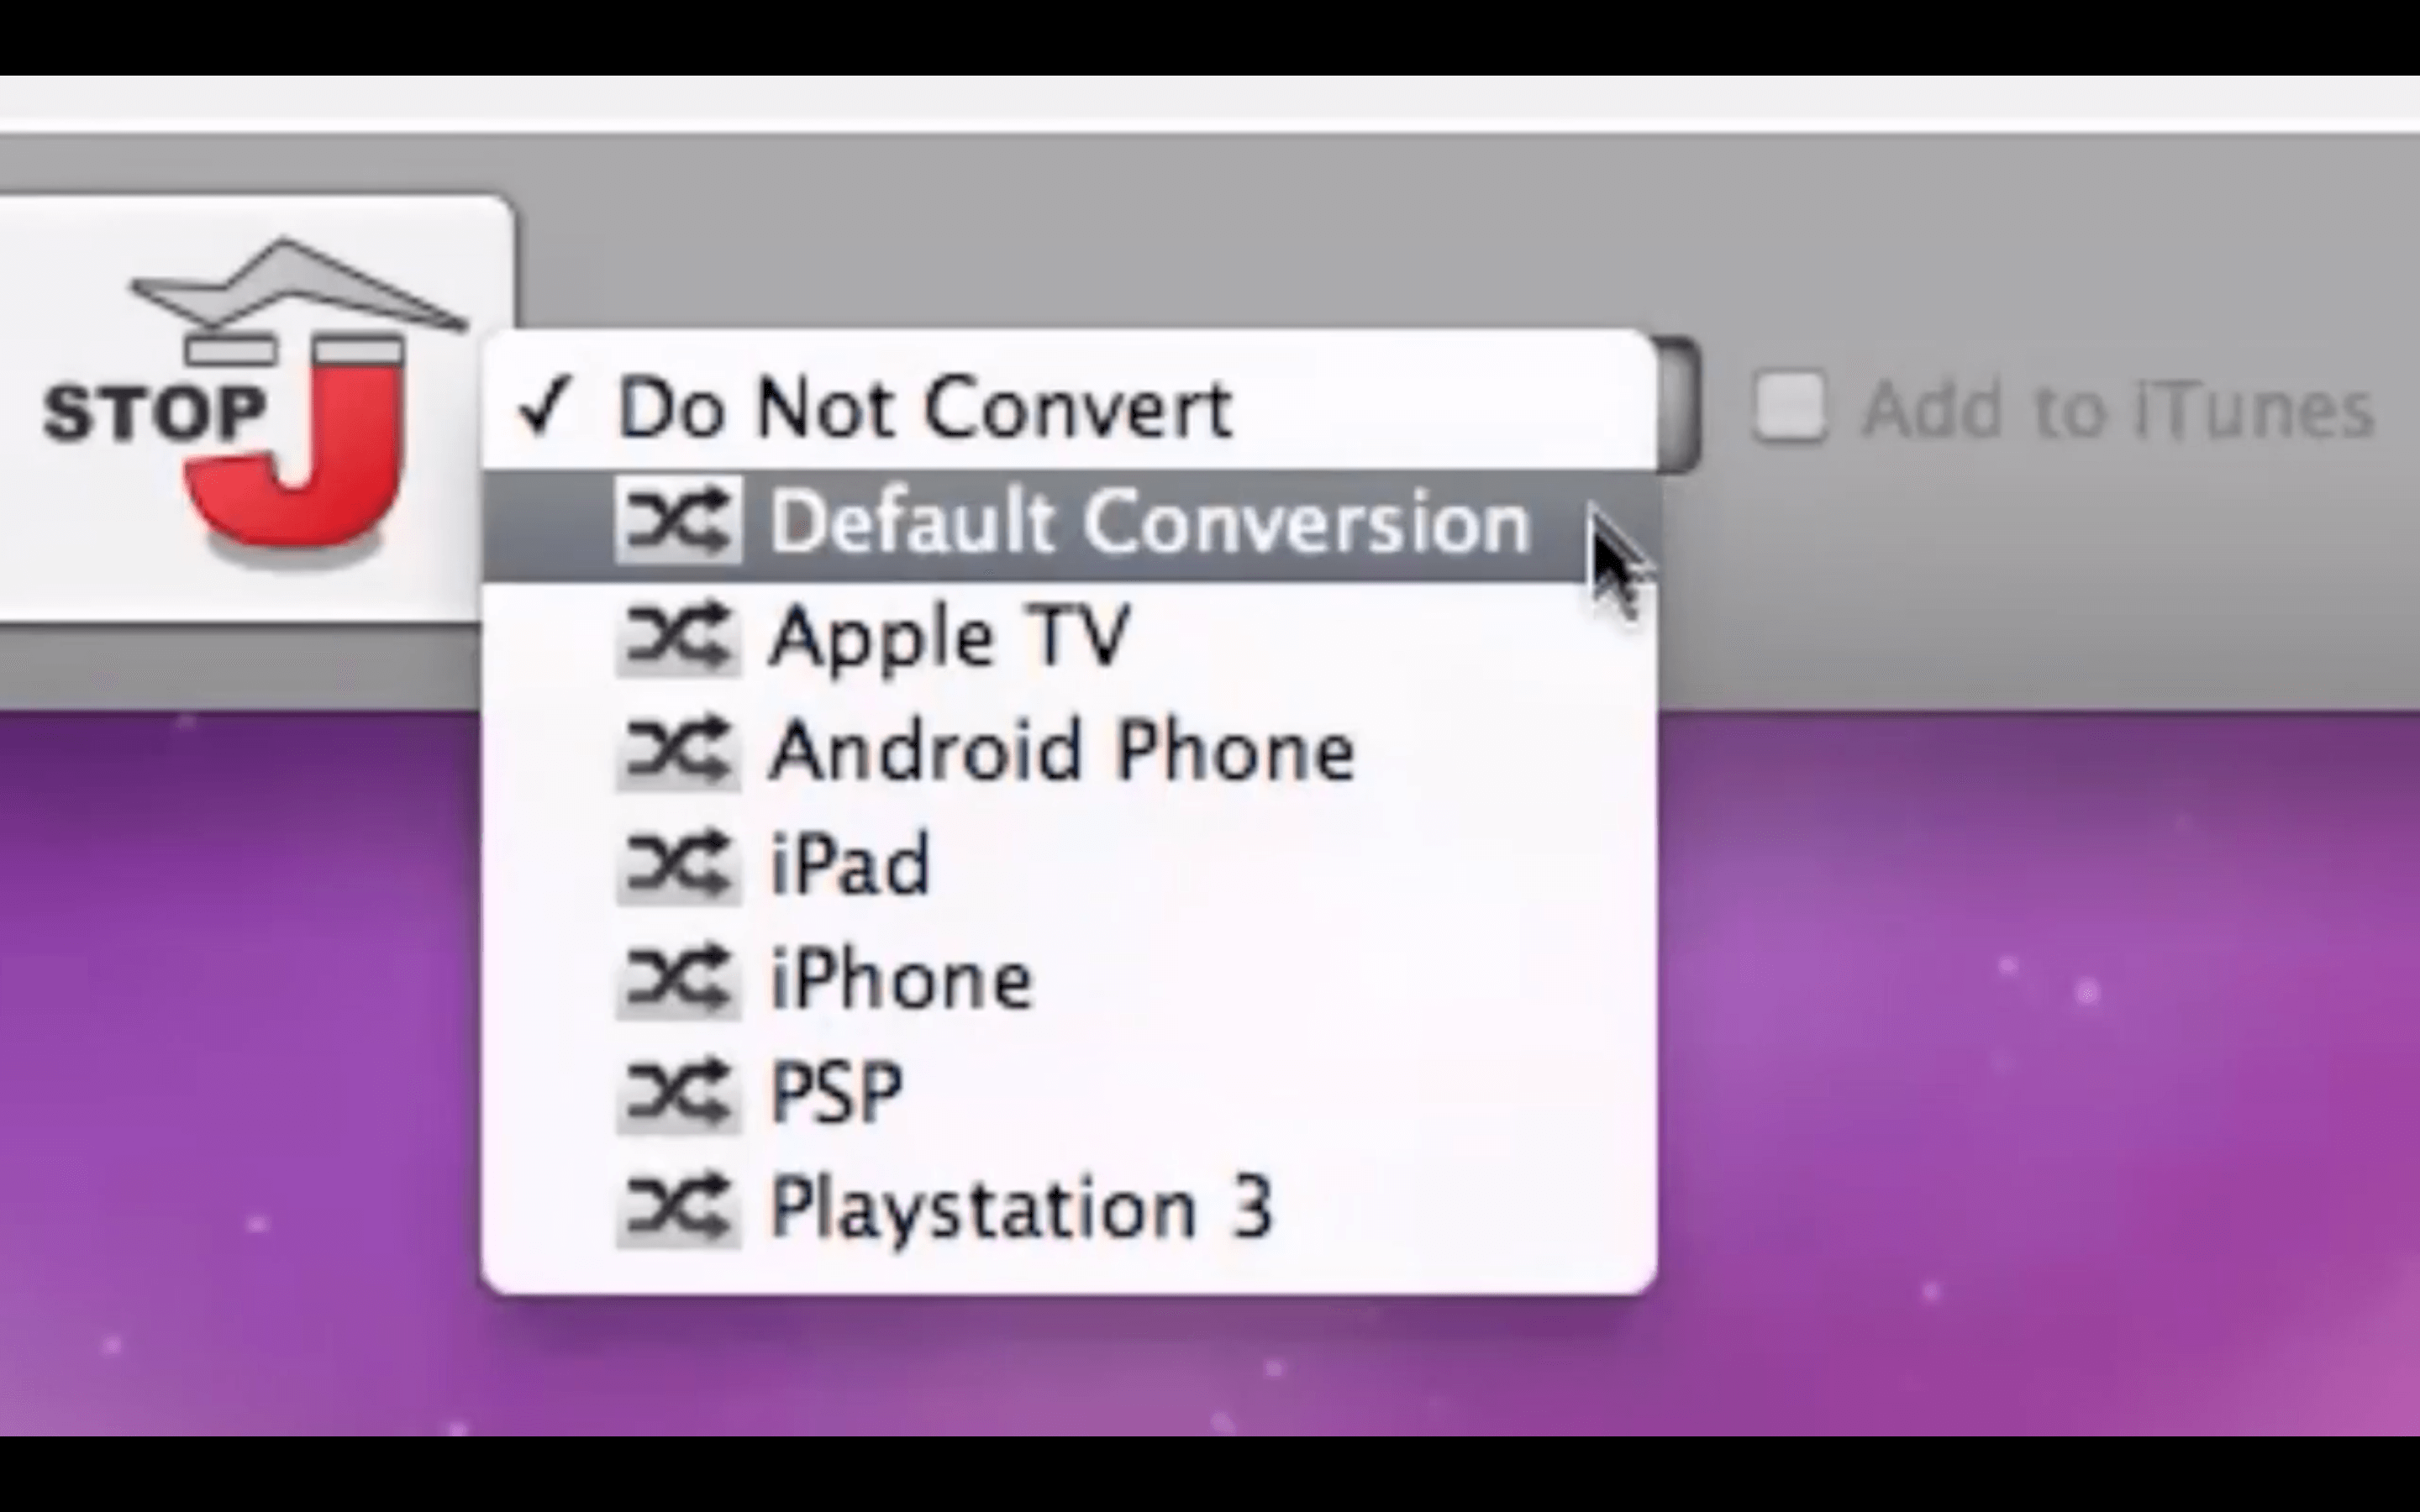 STOP
Do Not Convert
Add to iTunes
Default Conversion
Apple TV
Android Phone
iPad
iPhone
PSP
Playstation 3